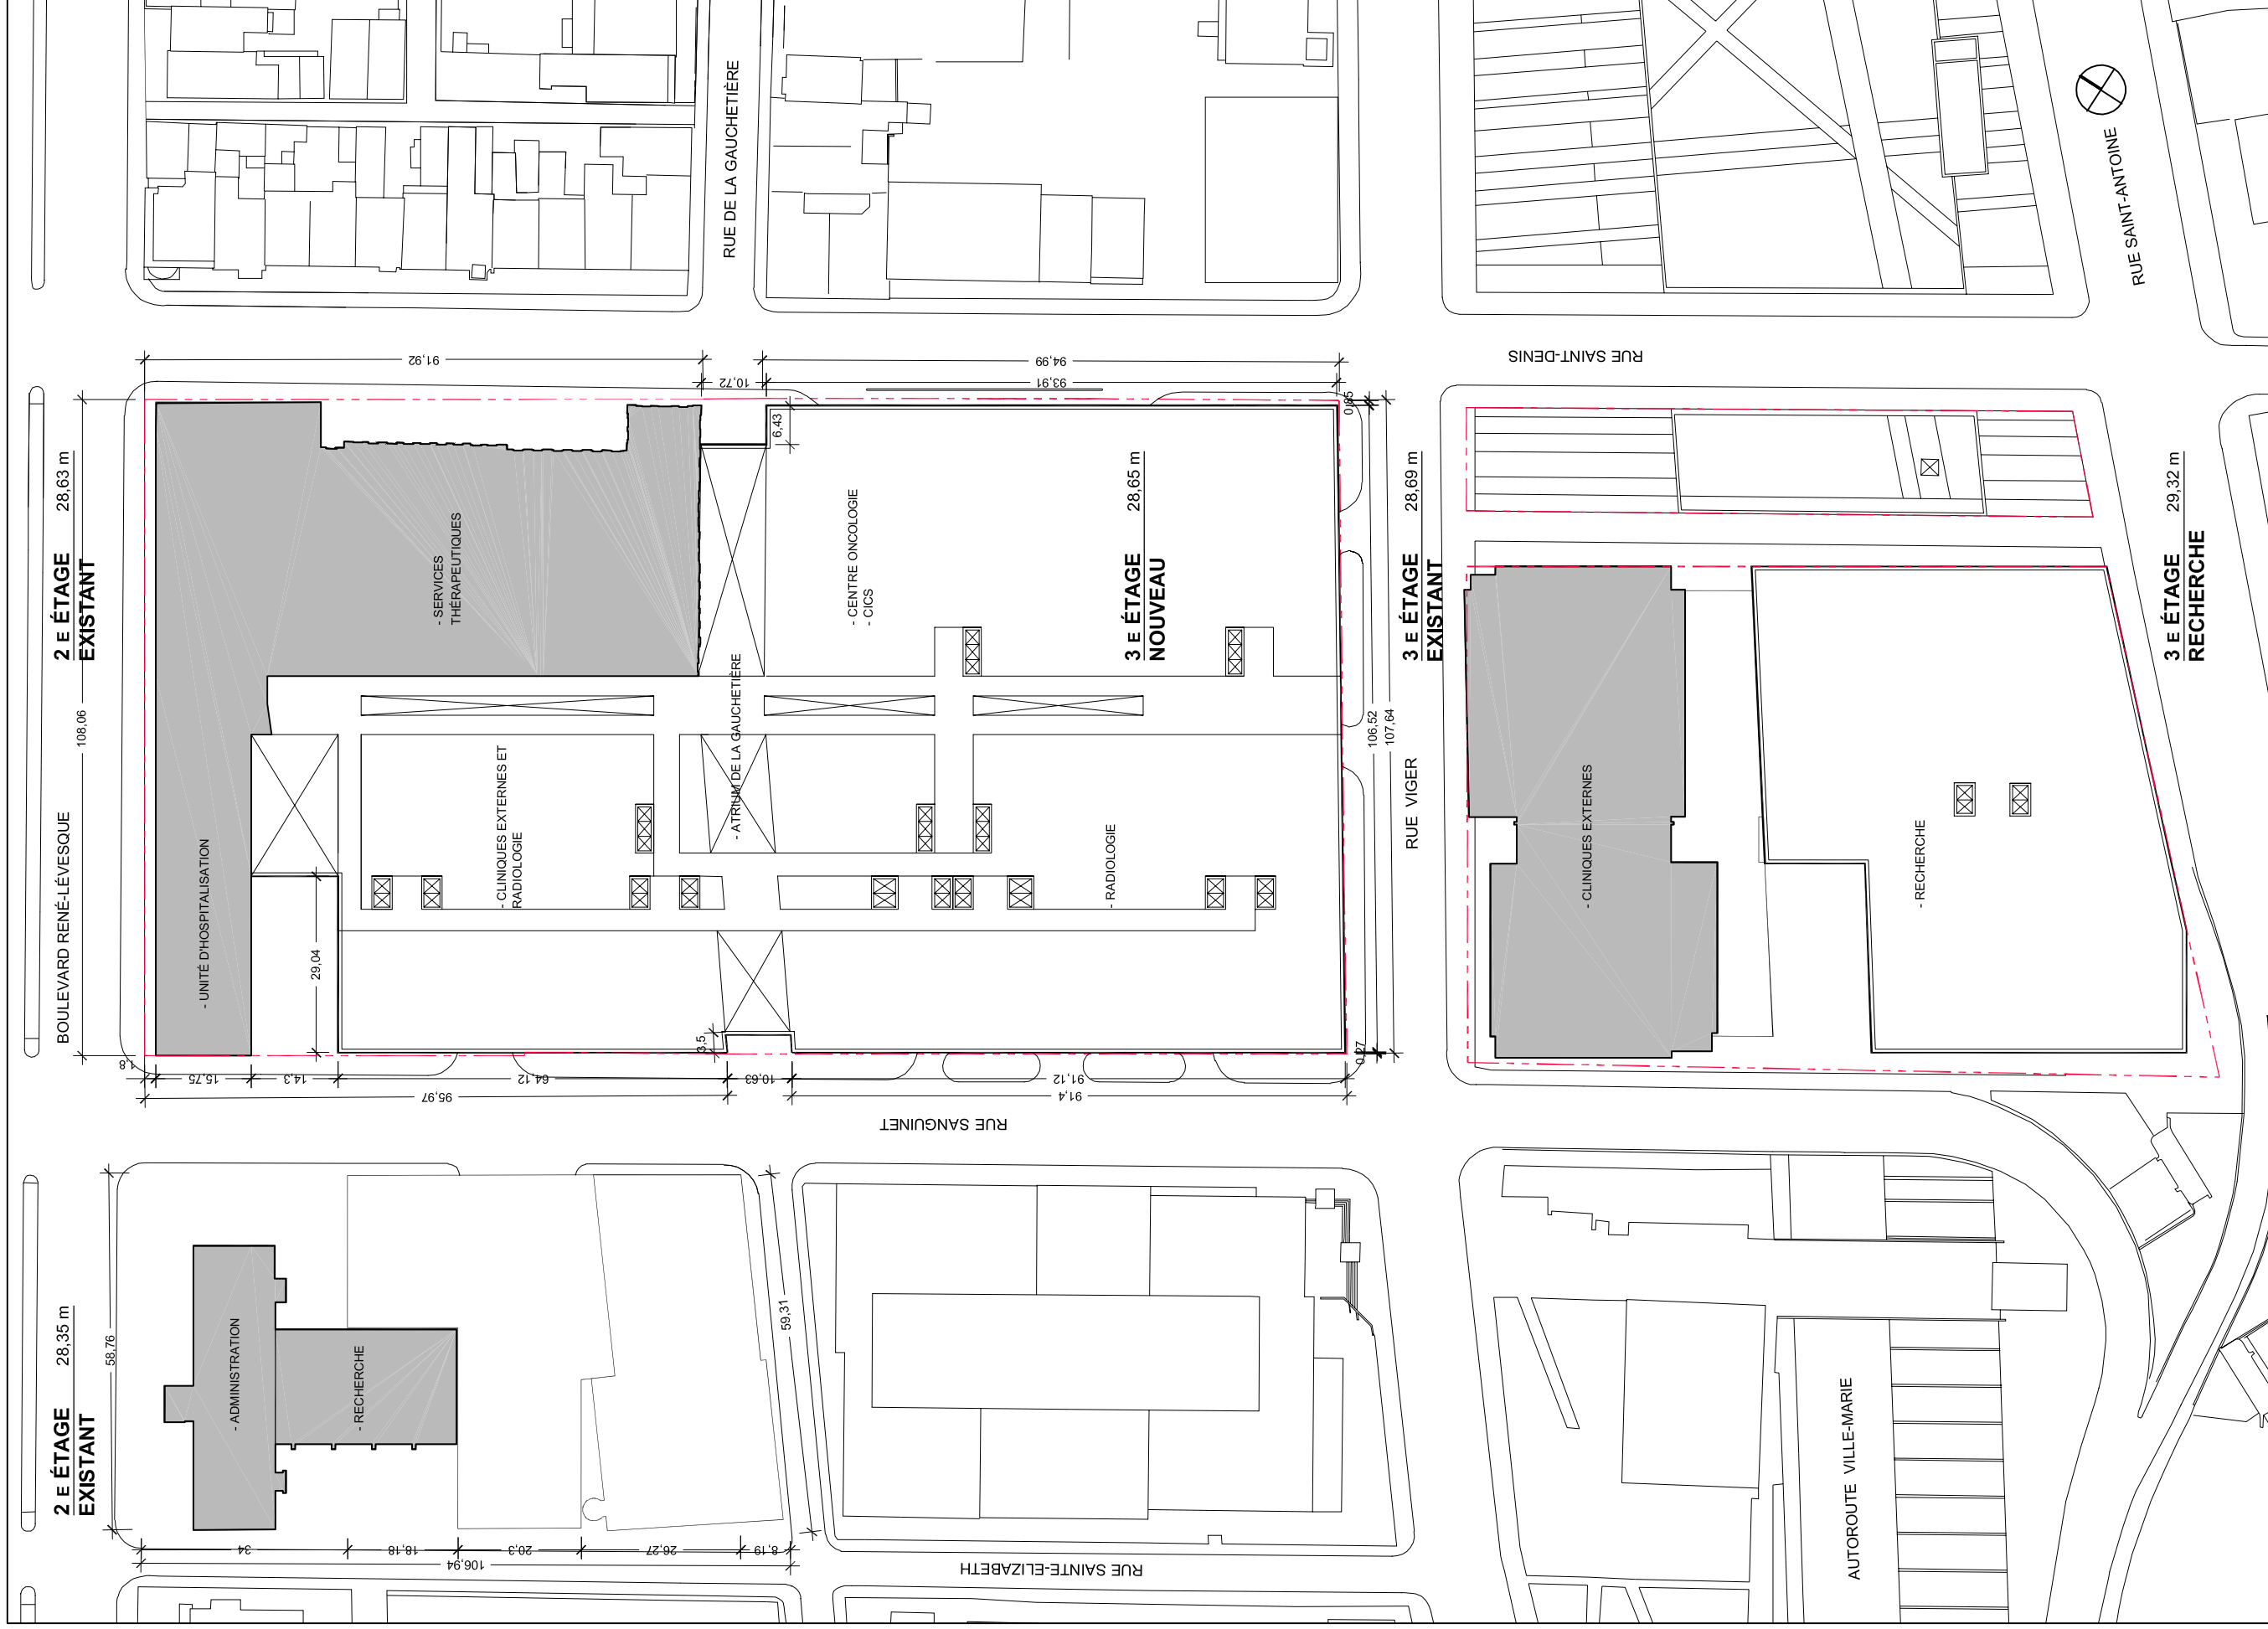 RUE DE LA GAUCHETIÈRE
RUE SAINT-ANTOINE
RUE SAINT-DENIS
91,92
94,99
10,72
93,91
6,43
0,85
2 E ÉTAGE 28,63 m
EXISTANT
108,06
BOULEVARD RENÉ-LÉVESQUE
- SERVICES
THÉRAPEUTIQUES
- UNITÉ D'HOSPITALISATION
- CENTRE ONCOLOGIE
- CICS
3 E ÉTAGE 28,65 m
NOUVEAU
- ATRIUM DE LA GAUCHETIÈRE
- CLINIQUES EXTERNES ET
RADIOLOGIE
- RADIOLOGIE
29,04
3,5
106,52
107,64
0,27
RUE VIGER
3 E ÉTAGE 28,69 m
EXISTANT
- CLINIQUES EXTERNES
3 E ÉTAGE 29,32 m
RECHERCHE
- RECHERCHE
1,8
15,75
14,3
64,12
10,63
91,12
95,97
91,4
RUE SANGUINET
2 E ÉTAGE 28,35 m
EXISTANT
58,76
- ADMINISTRATION
- RECHERCHE
59,31
34
18,18
20,3
26,27
8,19
106,94
RUE SAINTE-ELIZABETH
AUTOROUTE VILLE-MARIE